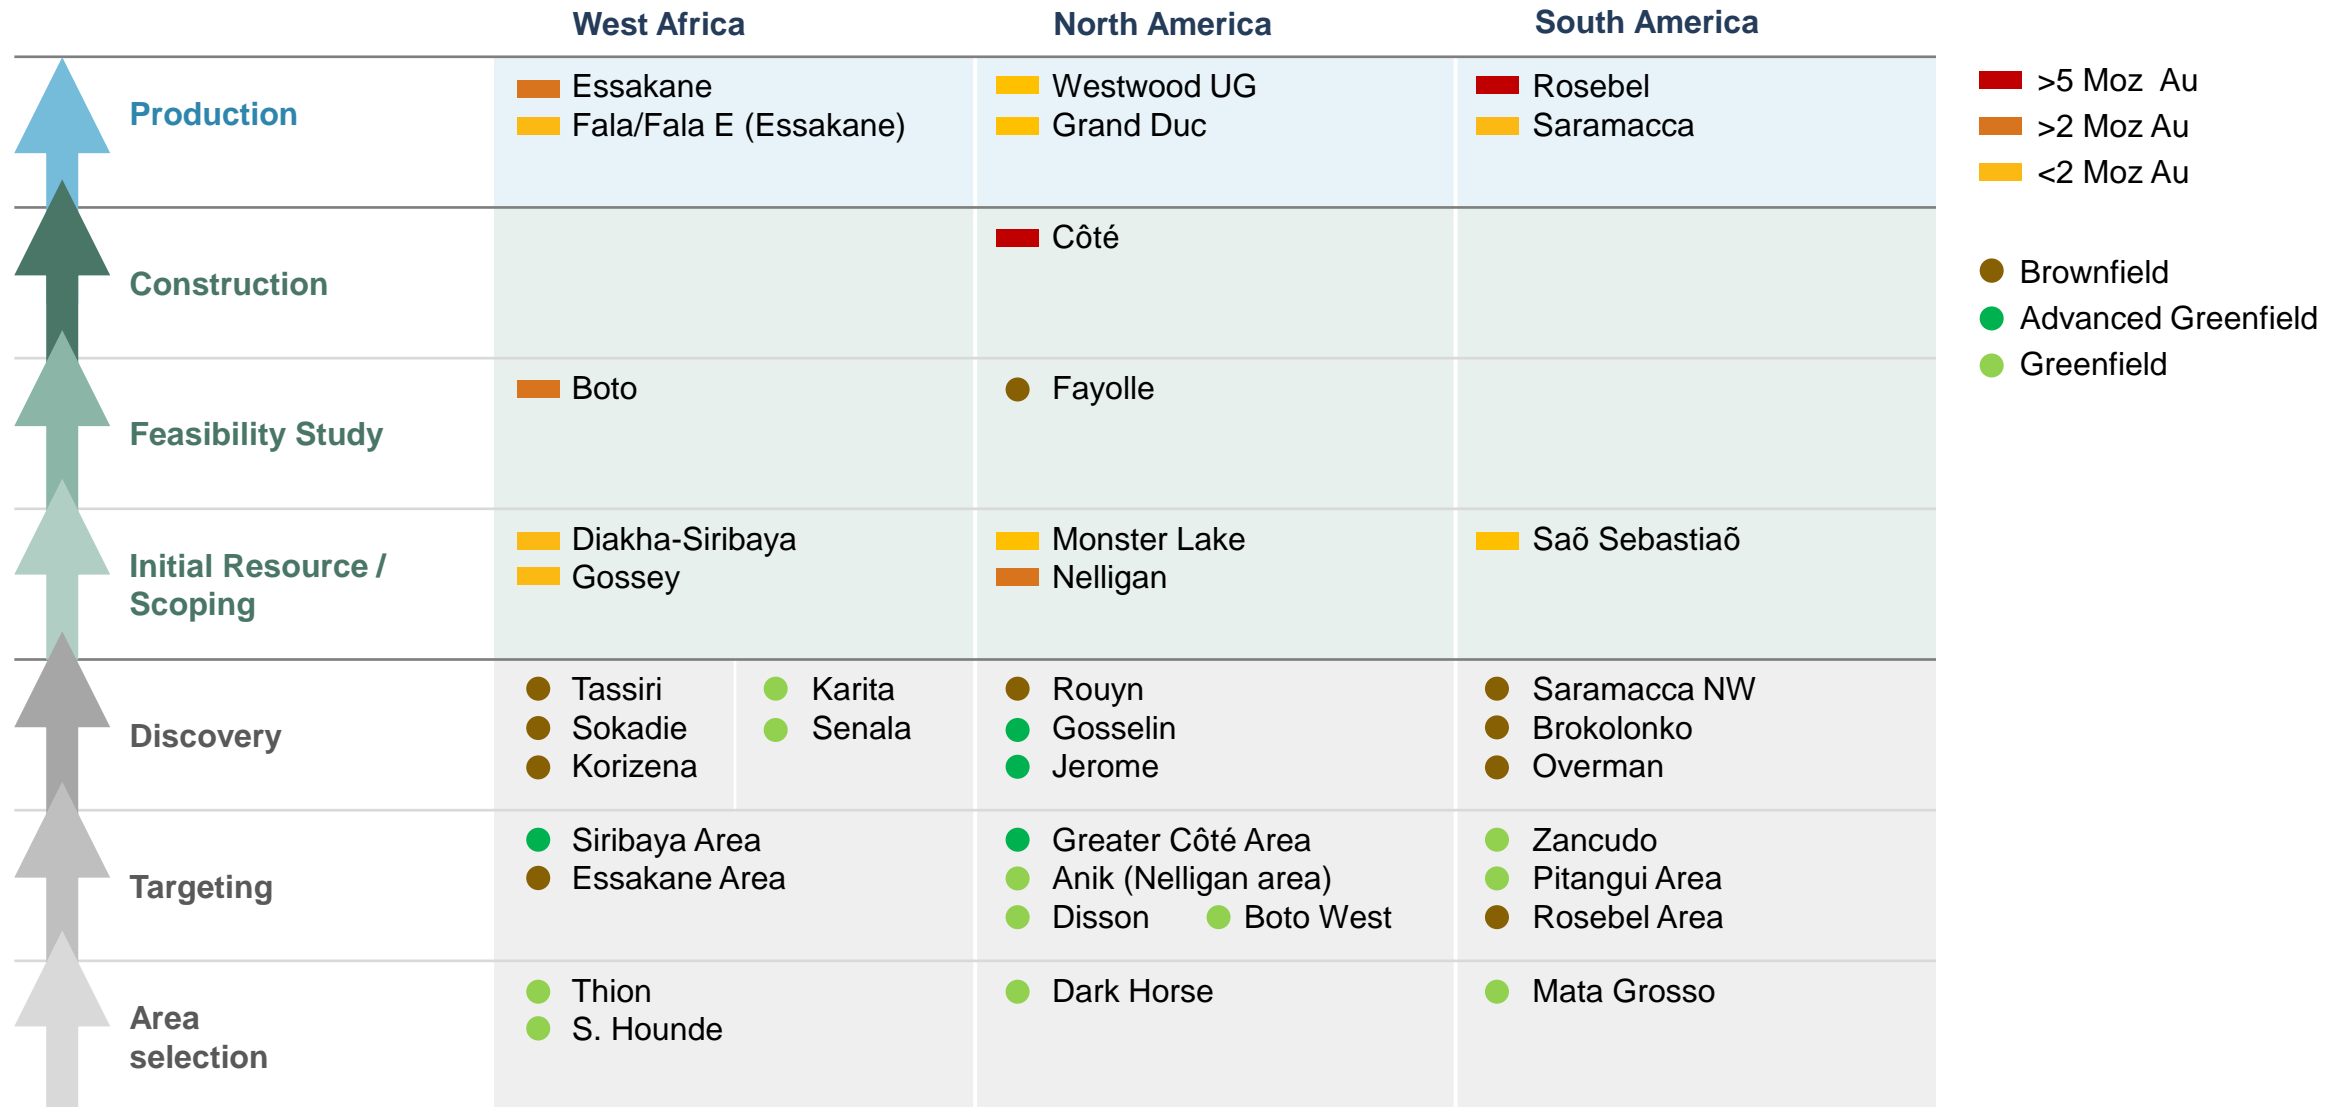 West Africa
North America
South America
Production
Essakane
Fala/Fala E (Essakane)
Westwood UG
Grand Duc
Rosebel
Saramacca
>5 Moz Au
>2 Moz Au
<2 Moz Au
Brownfield
Advanced Greenfield
Greenfield
Construction
Côté
Feasibility Study
Boto
Fayolle
Initial Resource /
Scoping
Diakha-Siribaya
Gossey
Monster Lake
Nelligan
Saõ Sebastiaõ
Discovery
Tassiri
Sokadie
Korizena
Karita
Senala
Rouyn
Gosselin
Jerome
Saramacca NW
Brokolonko
Overman
Targeting
Siribaya Area
Essakane Area
Greater Côté Area
Anik (Nelligan area)
Disson
Boto West
Zancudo
Pitangui Area
Rosebel Area
Area
selection
Thion
S. Hounde
Dark Horse
Mata Grosso